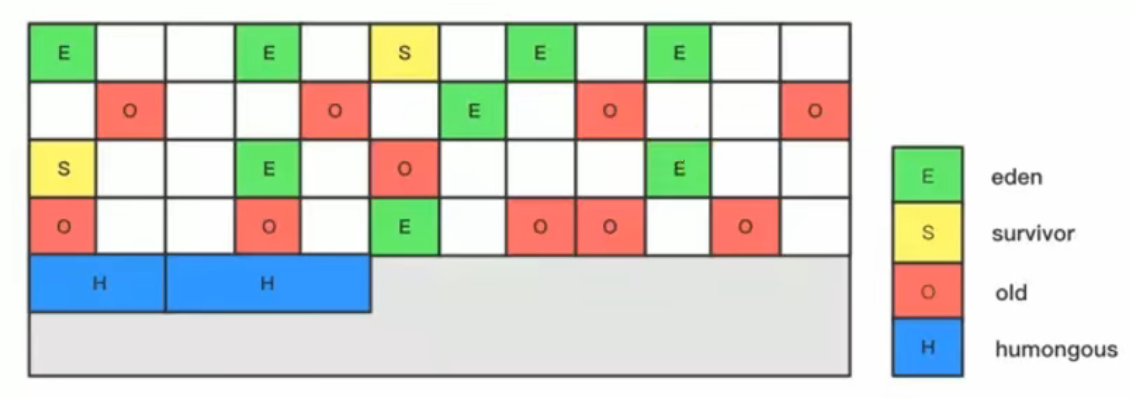 E E S E E
O O E O O
S E O E
O O E O O O
H H
E eden
S survivor
O old
H humongous